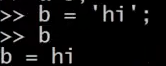 >> b = 'hi';
>> b
b = hi